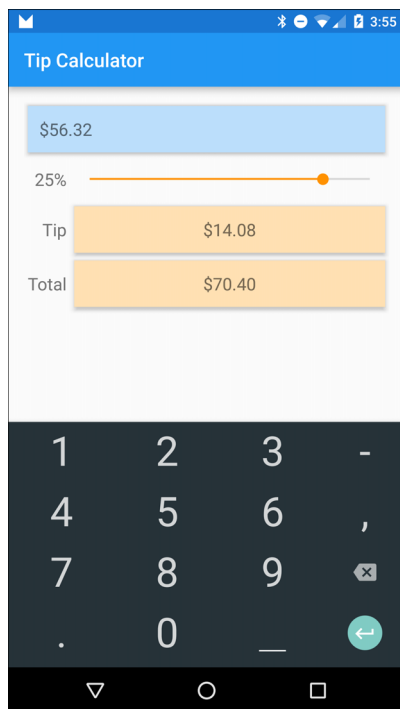 3:55
Tip Calculator
$56.32
25%
Tip $14.08
Total $70.40
1 2 3 -
4 5 6 ,
7 8 9
. 0 _